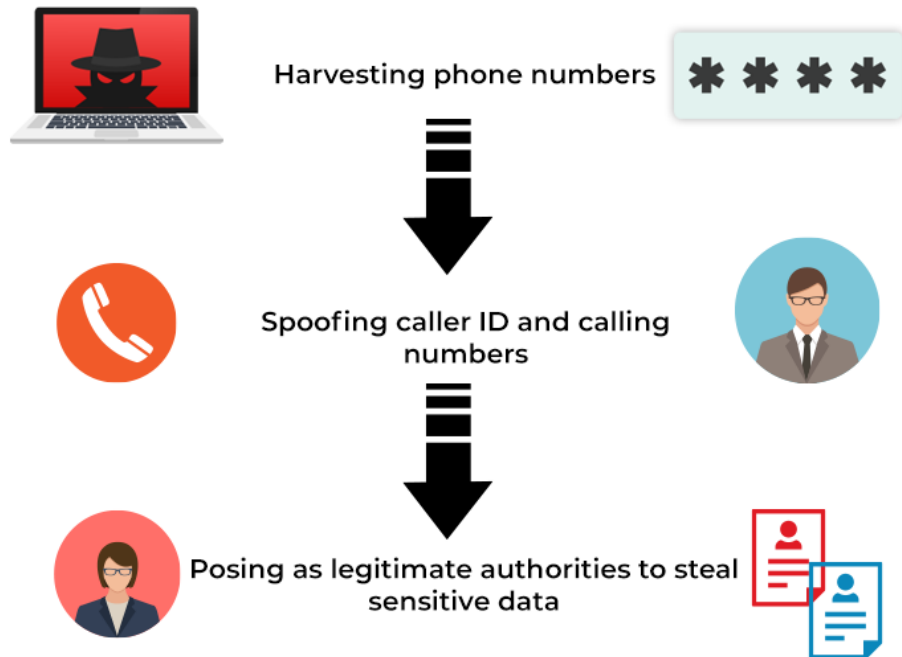 Harvesting phone numbers
* * * *
Spoofing caller ID and calling
numbers
Posing as legitimate authorities to steal
sensitive data